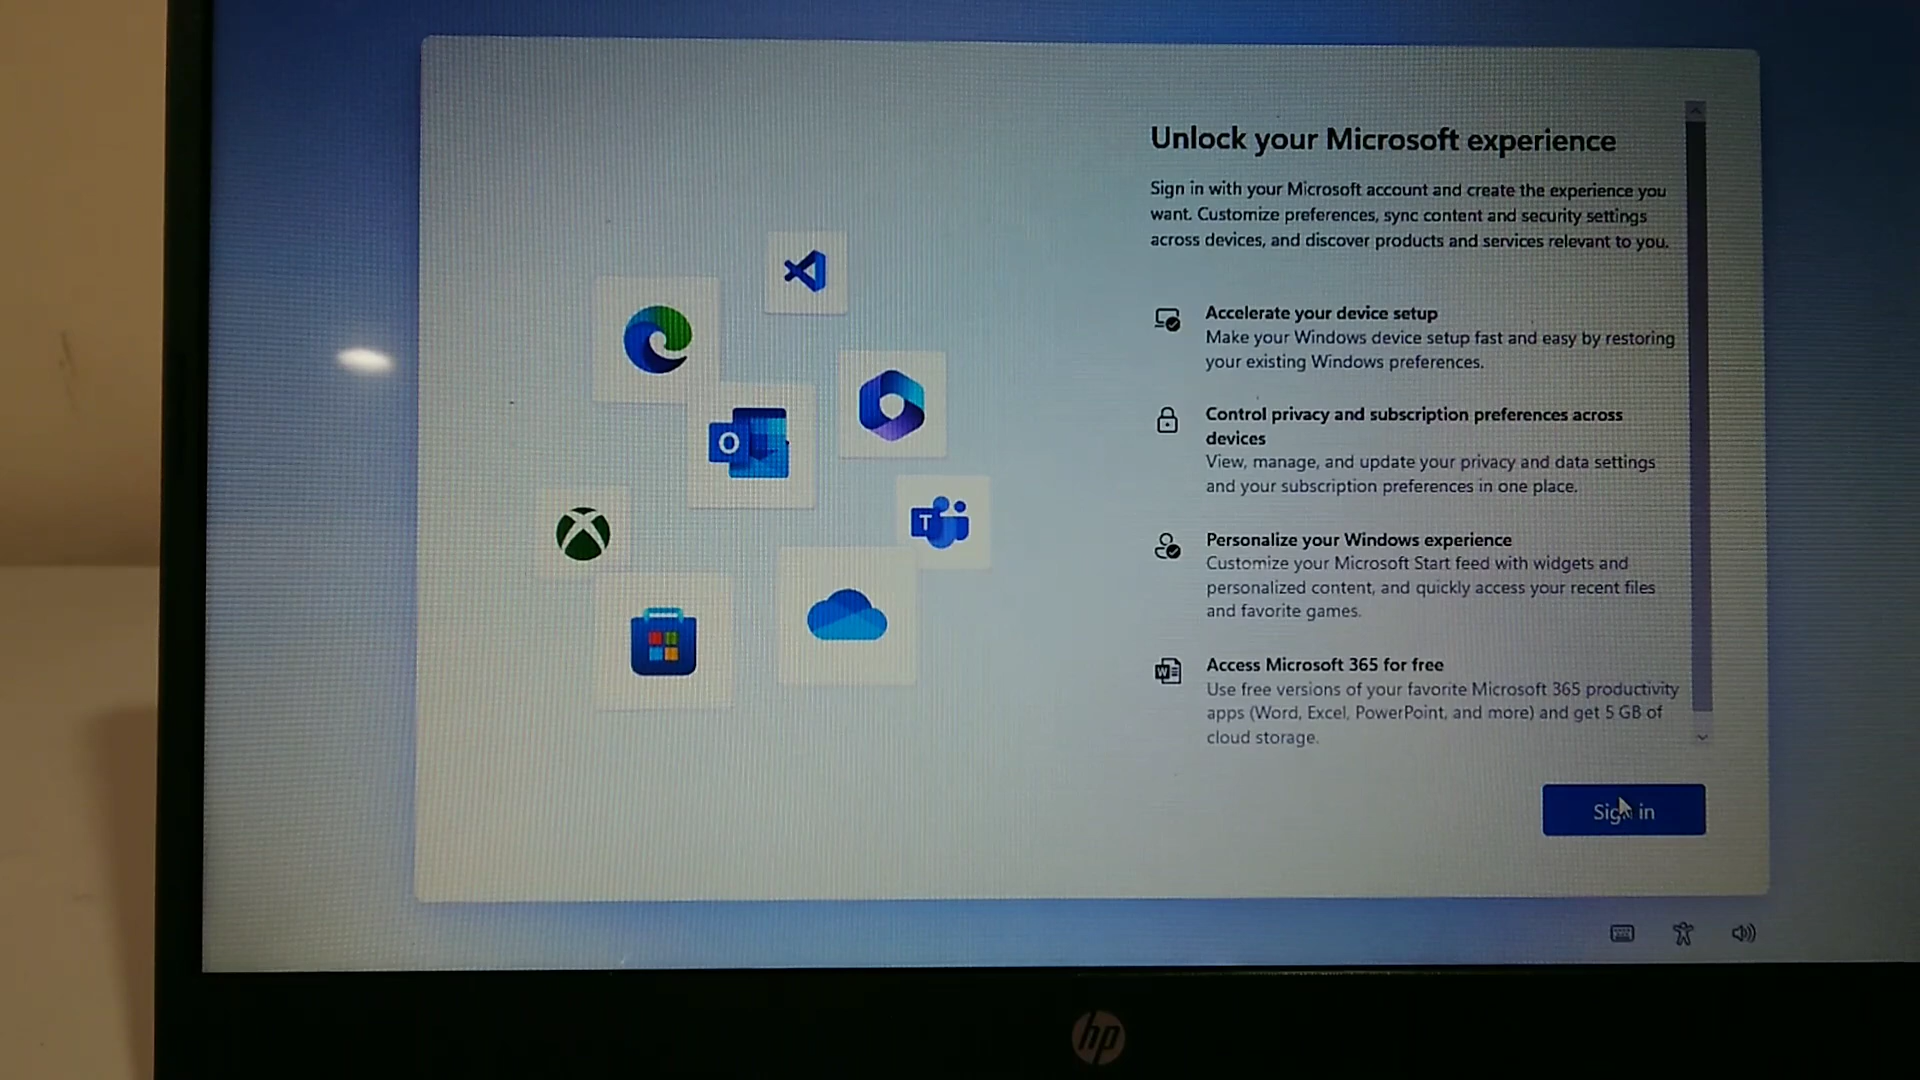 Unlock your Microsoft experience
Sign in with your Microsoft account and create the experience you
want. Customize preferences, sync content and security settings
across devices, and discover products and services relevant to you.
Accelerate your device setup
Make your Windows device setup fast and easy by restoring
your existing Windows preferences.
Control privacy and subscription preferences across
devices
View, manage, and update your privacy and data settings
and your subscription preferences in one place.
Personalize your Windows experience
Customize your Microsoft Start feed with widgets and
personalized content, and quickly access your recent files
and favorite games.
Access Microsoft 365 for free
Use free versions of your favorite Microsoft 365 productivity
apps (Word, Excel, PowerPoint, and more) and get 5 GB of
cloud storage.
Sign in
O
T
W
hp